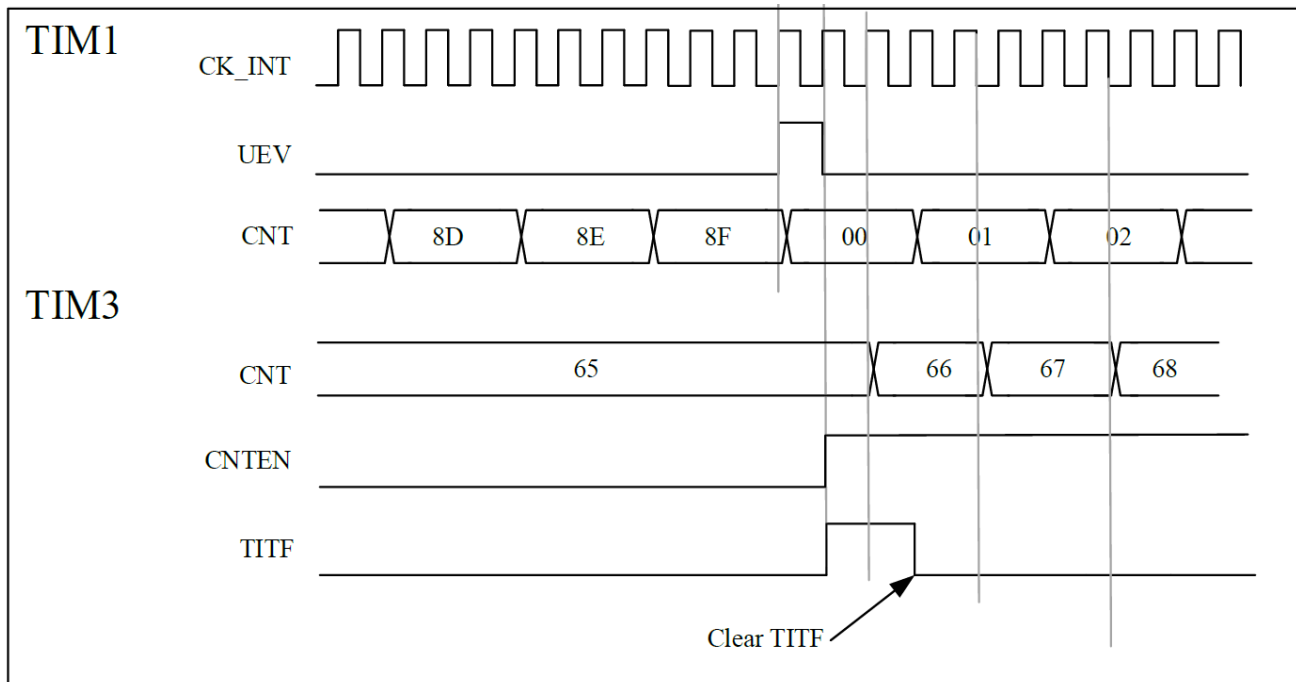 TIM1
CK_INT
UEV
CNT 8D 8E 8F 00 01 02
TIM3
CNT 65 66 67 68
CNTEN
TITF
Clear TITF